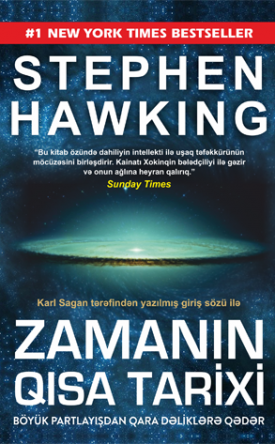 #1 NEW YORK TIMES BESTSELLER
STEPHEN
HAWKING
"Bu kitab özündə dahiliyin intellekti ilə uşaq təfəkkürünün
möcüzəsini birləşdirir. Kainatı Xokinqin bələdçiliyi ilə gəzir
və onun ağlına heyran qalırıq."
Sunday Times
Karl Sagan tərəfindən yazılmış giriş sözü ilə
ZAMANIN
QISA TARİXİ
BÖYÜK PARTLAYIŞDAN QARA DƏLİKLƏRƏ QƏDƏR